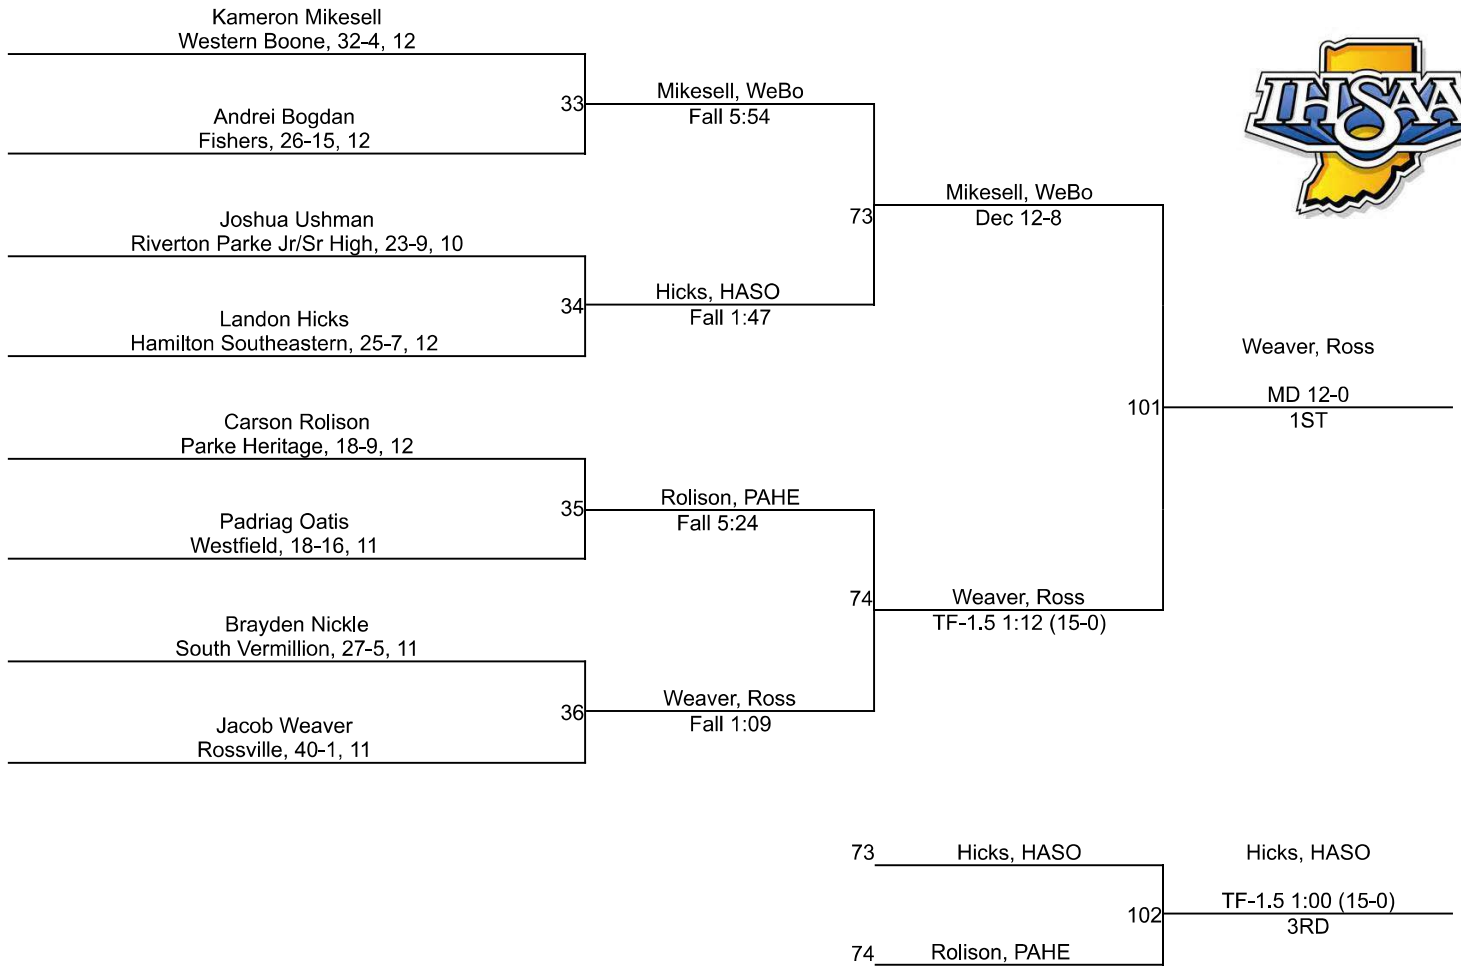 Kameron Mikesell
Western Boone, 32-4, 12
33
Mikesell, WeBo
Fall 5:54
Andrei Bogdan
Fishers, 26-15, 12
IHSAA
73
Mikesell, WeBo
Dec 12-8
Joshua Ushman
Riverton Parke Jr/Sr High, 23-9, 10
34
Hicks, HASO
Fall 1:47
Landon Hicks
Hamilton Southeastern, 25-7, 12
Weaver, Ross
101
MD 12-0
1ST
Carson Rolison
Parke Heritage, 18-9, 12
35
Rolison, PAHE
Fall 5:24
Padriag Oatis
Westfield, 18-16, 11
74
Weaver, Ross
TF-1.5 1:12 (15-0)
Brayden Nickle
South Vermillion, 27-5, 11
36
Weaver, Ross
Fall 1:09
Jacob Weaver
Rossville, 40-1, 11
73
Hicks, HASO
Hicks, HASO
102
TF-1.5 1:00 (15-0)
3RD
74
Rolison, PAHE